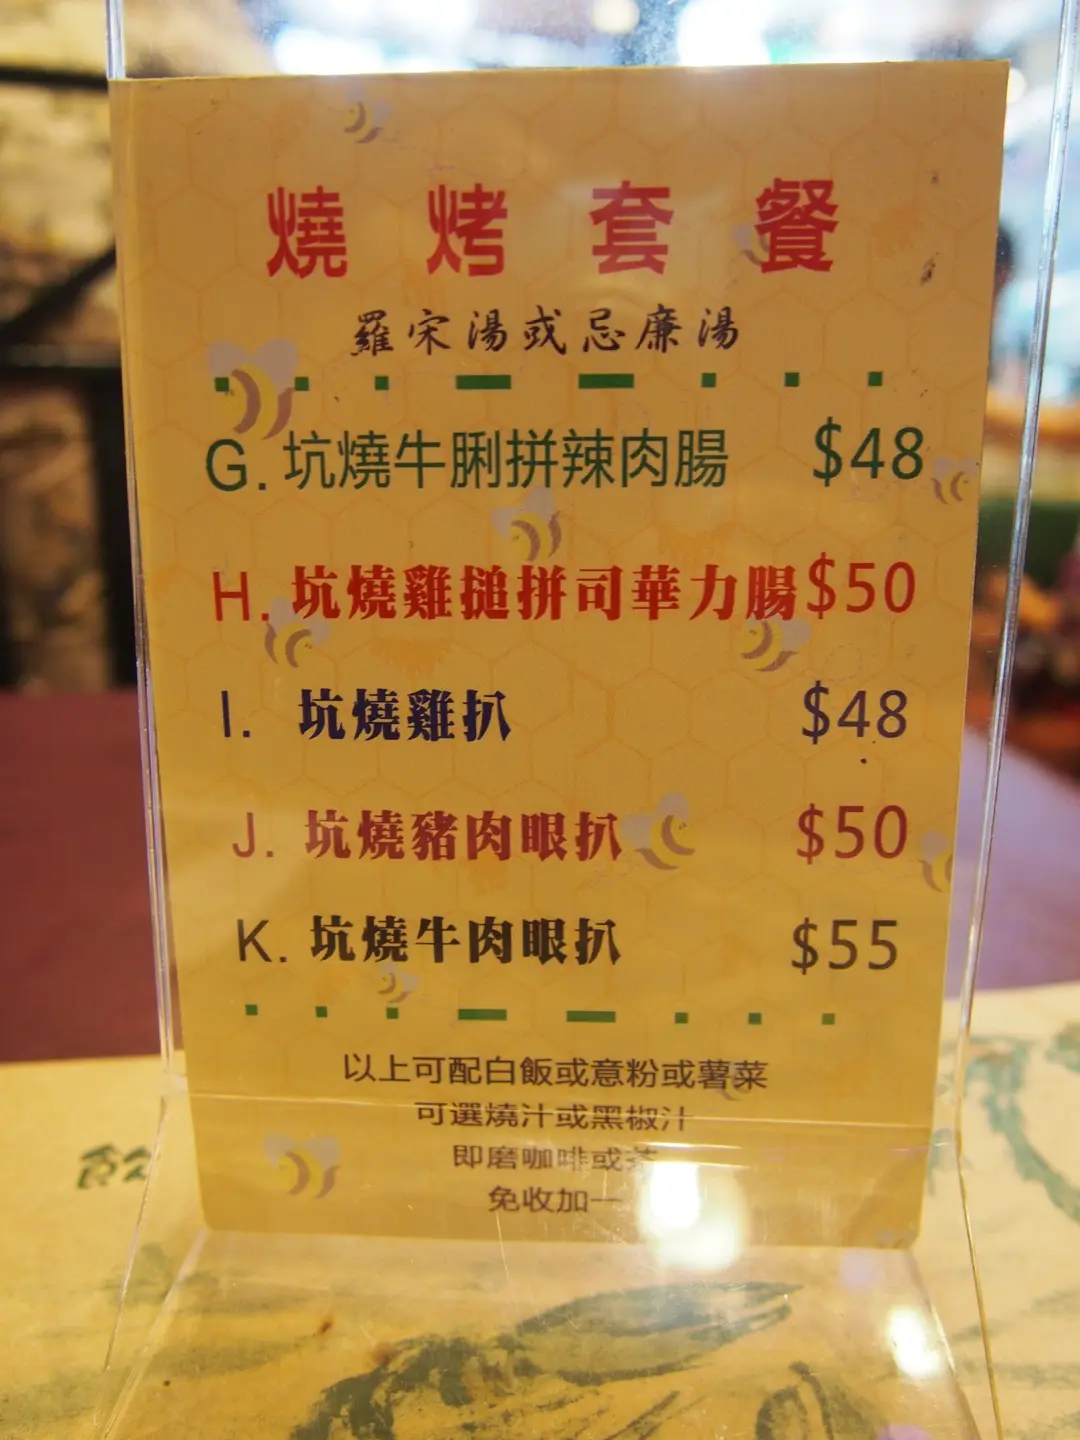 燒烤套餐
羅宋湯或忌廉湯
G. 坑燒牛脷拼辣肉腸 $48
H. 坑燒雞搥拼司華力腸 $50
I. 坑燒雞扒 $48
J. 坑燒豬肉眼扒 $50
K. 坑燒牛肉眼扒 $55
以上可配白飯或意粉或薯菜
可選燒汁或黑椒汁
即磨咖啡或茶
免收加一